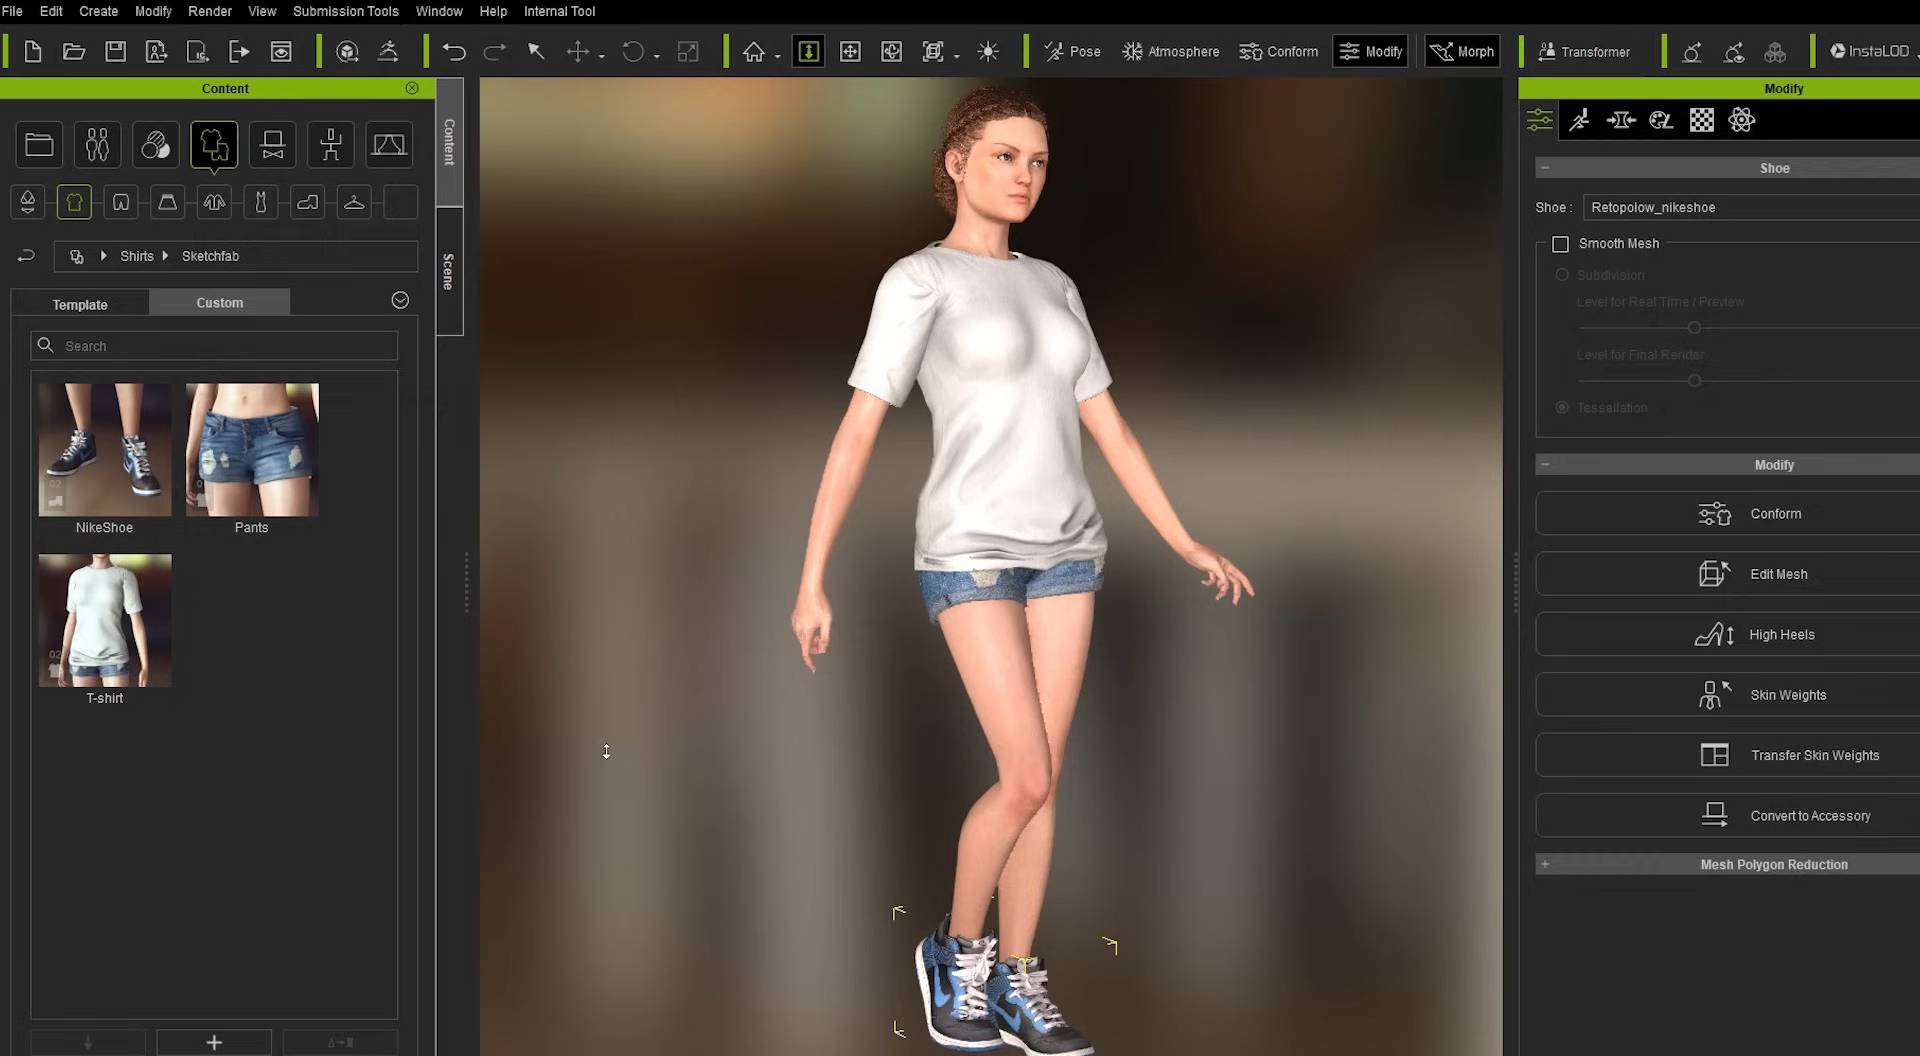 File Edit Create Modify Render View Submission Tools Window Help Internal Tool
Pose Atmosphere Conform Modify Morph Transformer InstaLOD
Content
Modify
Content
Scene
Shirts Sketchfab
Template Custom
Search
NikeShoe Pants
T-shirt
Shoe
Shoe : Retopolow_nikeshoe
Smooth Mesh
Subdivision
Level for Real Time / Preview
Level for Final Render
Tessellation
Modify
Conform
Edit Mesh
High Heels
Skin Weights
Transfer Skin Weights
Convert to Accessory
Mesh Polygon Reduction